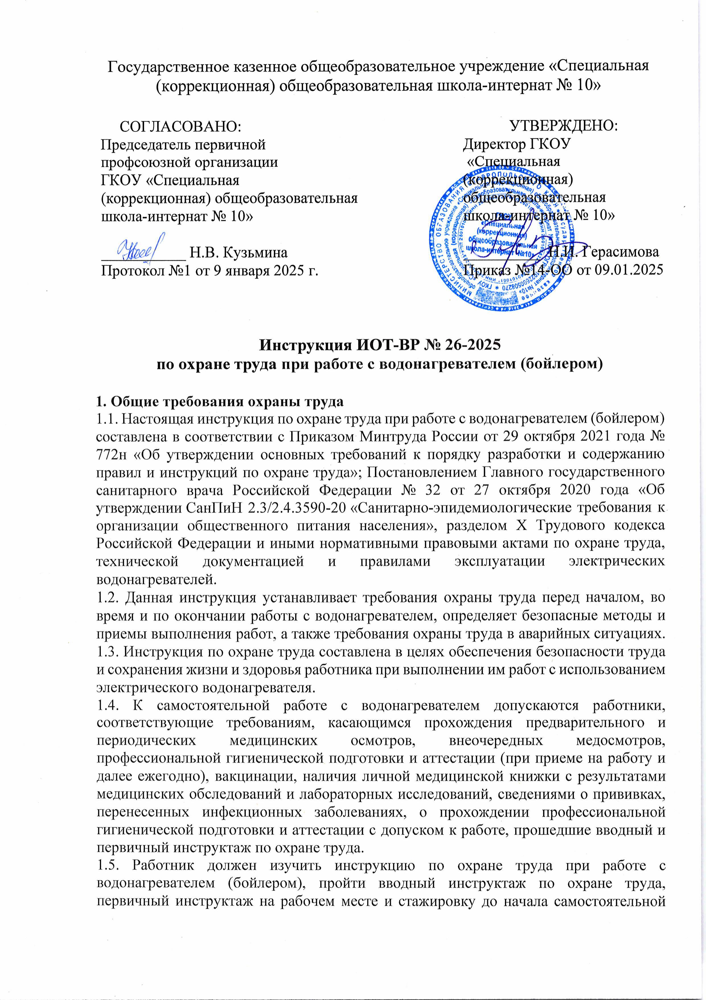 Государственное казенное общеобразовательное учреждение «Специальная
(коррекционная) общеобразовательная школа-интернат № 10»
СОГЛАСОВАНО:
Председатель первичной
профсоюзной организации
ГКОУ «Специальная
(коррекционная) общеобразовательная
школа-интернат № 10»
____________ Н.В. Кузьмина
Протокол №1 от 9 января 2025 г.
УТВЕРЖДЕНО:
Директор ГКОУ
«Специальная
(коррекционная)
общеобразовательная
школа-интернат № 10»
Н.И. Герасимова
Приказ №14-ОО от 09.01.2025
ГКОУ
«Специальная
(коррекционная)
общеобразовательная
школа-интернат №10»
Инструкция ИОТ-ВР № 26-2025
по охране труда при работе с водонагревателем (бойлером)
1. Общие требования охраны труда
1.1. Настоящая инструкция по охране труда при работе с водонагревателем (бойлером)
составлена в соответствии с Приказом Минтруда России от 29 октября 2021 года №
772н «Об утверждении основных требований к порядку разработки и содержанию
правил и инструкций по охране труда»; Постановлением Главного государственного
санитарного врача Российской Федерации № 32 от 27 октября 2020 года «Об
утверждении СанПиН 2.3/2.4.3590-20 «Санитарно-эпидемиологические требования к
организации общественного питания населения», разделом X Трудового кодекса
Российской Федерации и иными нормативными правовыми актами по охране труда,
технической документацией и правилами эксплуатации электрических
водонагревателей.
1.2. Данная инструкция устанавливает требования охраны труда перед началом, во
время и по окончании работы с водонагревателем, определяет безопасные методы и
приемы выполнения работ, а также требования охраны труда в аварийных ситуациях.
1.3. Инструкция по охране труда составлена в целях обеспечения безопасности труда
и сохранения жизни и здоровья работника при выполнении им работ с использованием
электрического водонагревателя.
1.4. К самостоятельной работе с водонагревателем допускаются работники,
соответствующие требованиям, касающимся прохождения предварительного и
периодических медицинских осмотров, внеочередных медосмотров,
профессиональной гигиенической подготовки и аттестации (при приеме на работу и
далее ежегодно), вакцинации, наличия личной медицинской книжки с результатами
медицинских обследований и лабораторных исследований, сведениями о прививках,
перенесенных инфекционных заболеваниях, о прохождении профессиональной
гигиенической подготовки и аттестации с допуском к работе, прошедшие вводный и
первичный инструктаж по охране труда.
1.5. Работник должен изучить инструкцию по охране труда при работе с
водонагревателем (бойлером), пройти вводный инструктаж по охране труда,
первичный инструктаж на рабочем месте и стажировку до начала самостоятельной